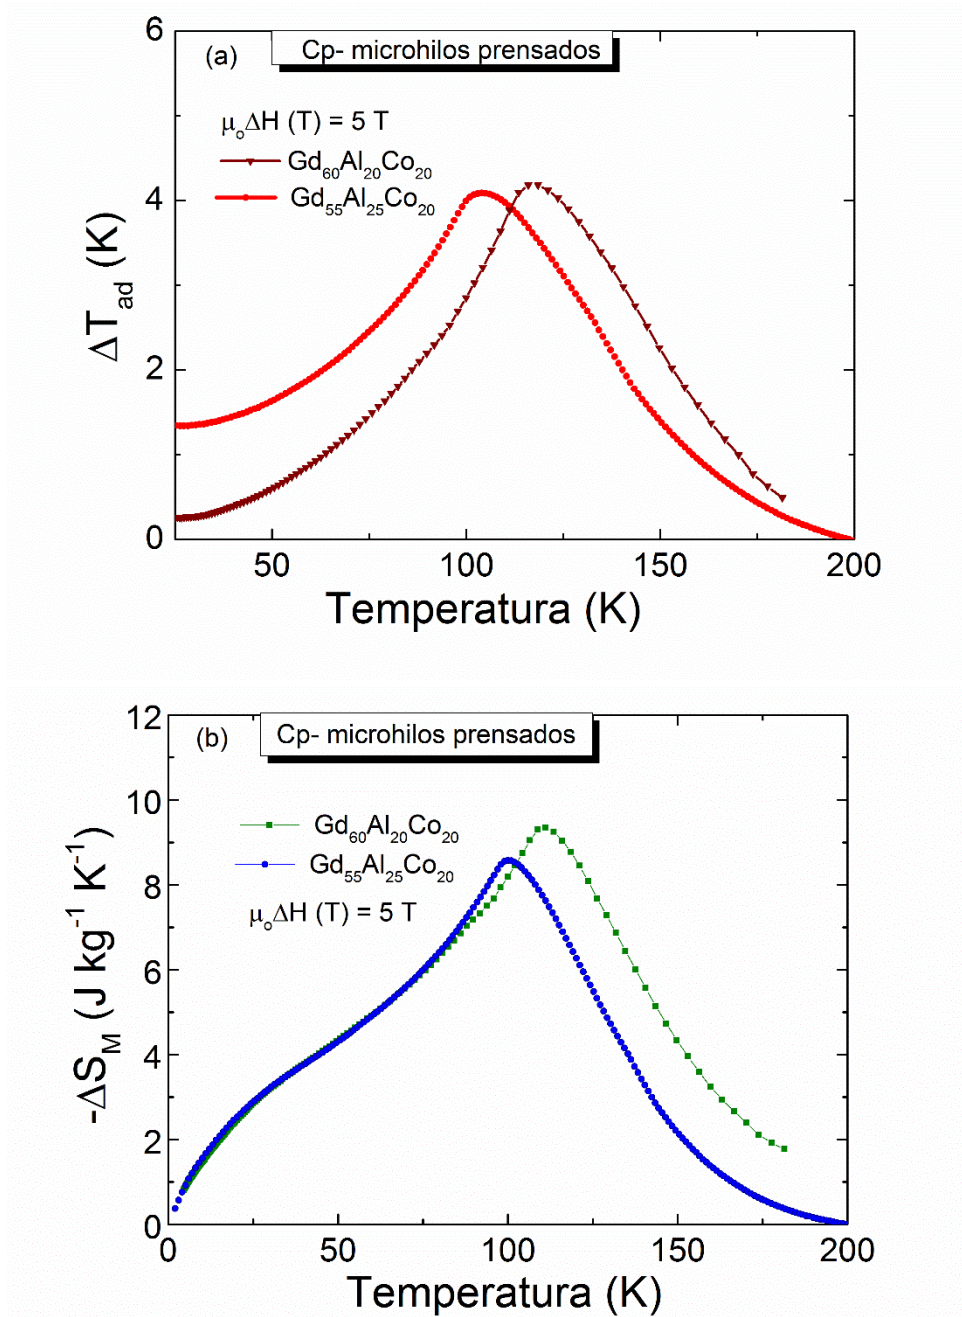 (a)
Cp- microhilos prensados
μₒΔH (T) = 5 T
Gd₆₀Al₂₀Co₂₀
Gd₅₅Al₂₅Co₂₀
6
4
2
0
ΔT_ad (K)
50 100 150 200
Temperatura (K)
(b)
Cp- microhilos prensados
Gd₆₀Al₂₀Co₂₀
Gd₅₅Al₂₅Co₂₀
μₒΔH (T) = 5 T
12
10
8
6
4
2
0
-ΔS_M (J kg⁻¹ K⁻¹)
0 50 100 150 200
Temperatura (K)